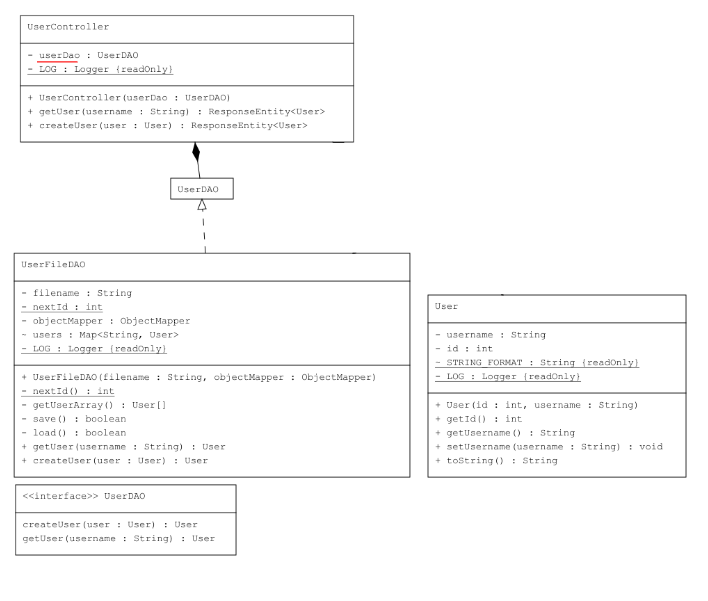 UserController
- userDao : UserDAO
- LOG : Logger {readOnly}
+ UserController(userDao : UserDAO)
+ getUser(username : String) : ResponseEntity<User>
+ createUser(user : User) : ResponseEntity<User>
UserDAO
UserFileDAO
- filename : String
- nextId : int
- objectMapper : ObjectMapper
~ users : Map<String, User>
- LOG : Logger {readOnly}
+ UserFileDAO(filename : String, objectMapper : ObjectMapper)
- nextId() : int
- getUserArray() : User[]
- save() : boolean
- load() : boolean
+ getUser(username : String) : User
+ createUser(user : User) : User
User
- username : String
- id : int
~ STRING_FORMAT : String {readOnly}
- LOG : Logger {readOnly}
+ User(id : int, username : String)
+ getId() : int
+ getUsername() : String
+ setUsername(username : String) : void
+ toString() : String
<<interface>> UserDAO
createUser(user : User) : User
getUser(username : String) : User